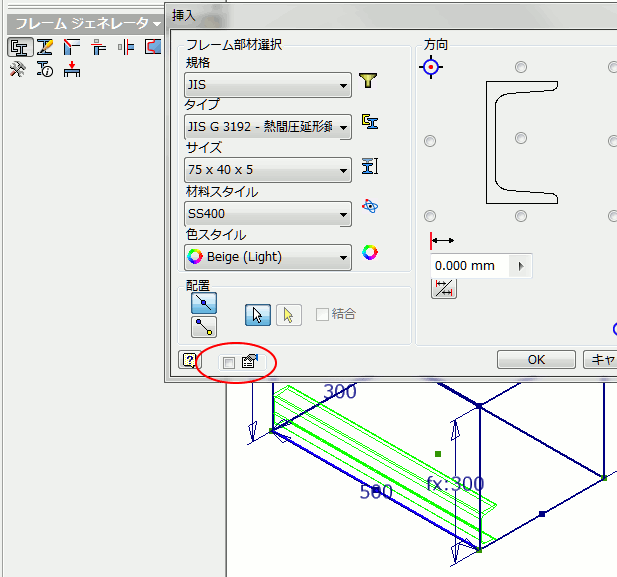 フレーム ジェネレータ
挿入
フレーム部材選択
規格
JIS
タイプ
JIS G 3192 - 熱間圧延形鋼
サイズ
75 x 40 x 5
材料スタイル
SS400
色スタイル
Beige (Light)
配置
結合
方向
0.000 mm
OK
キャ
300
500
fx:300